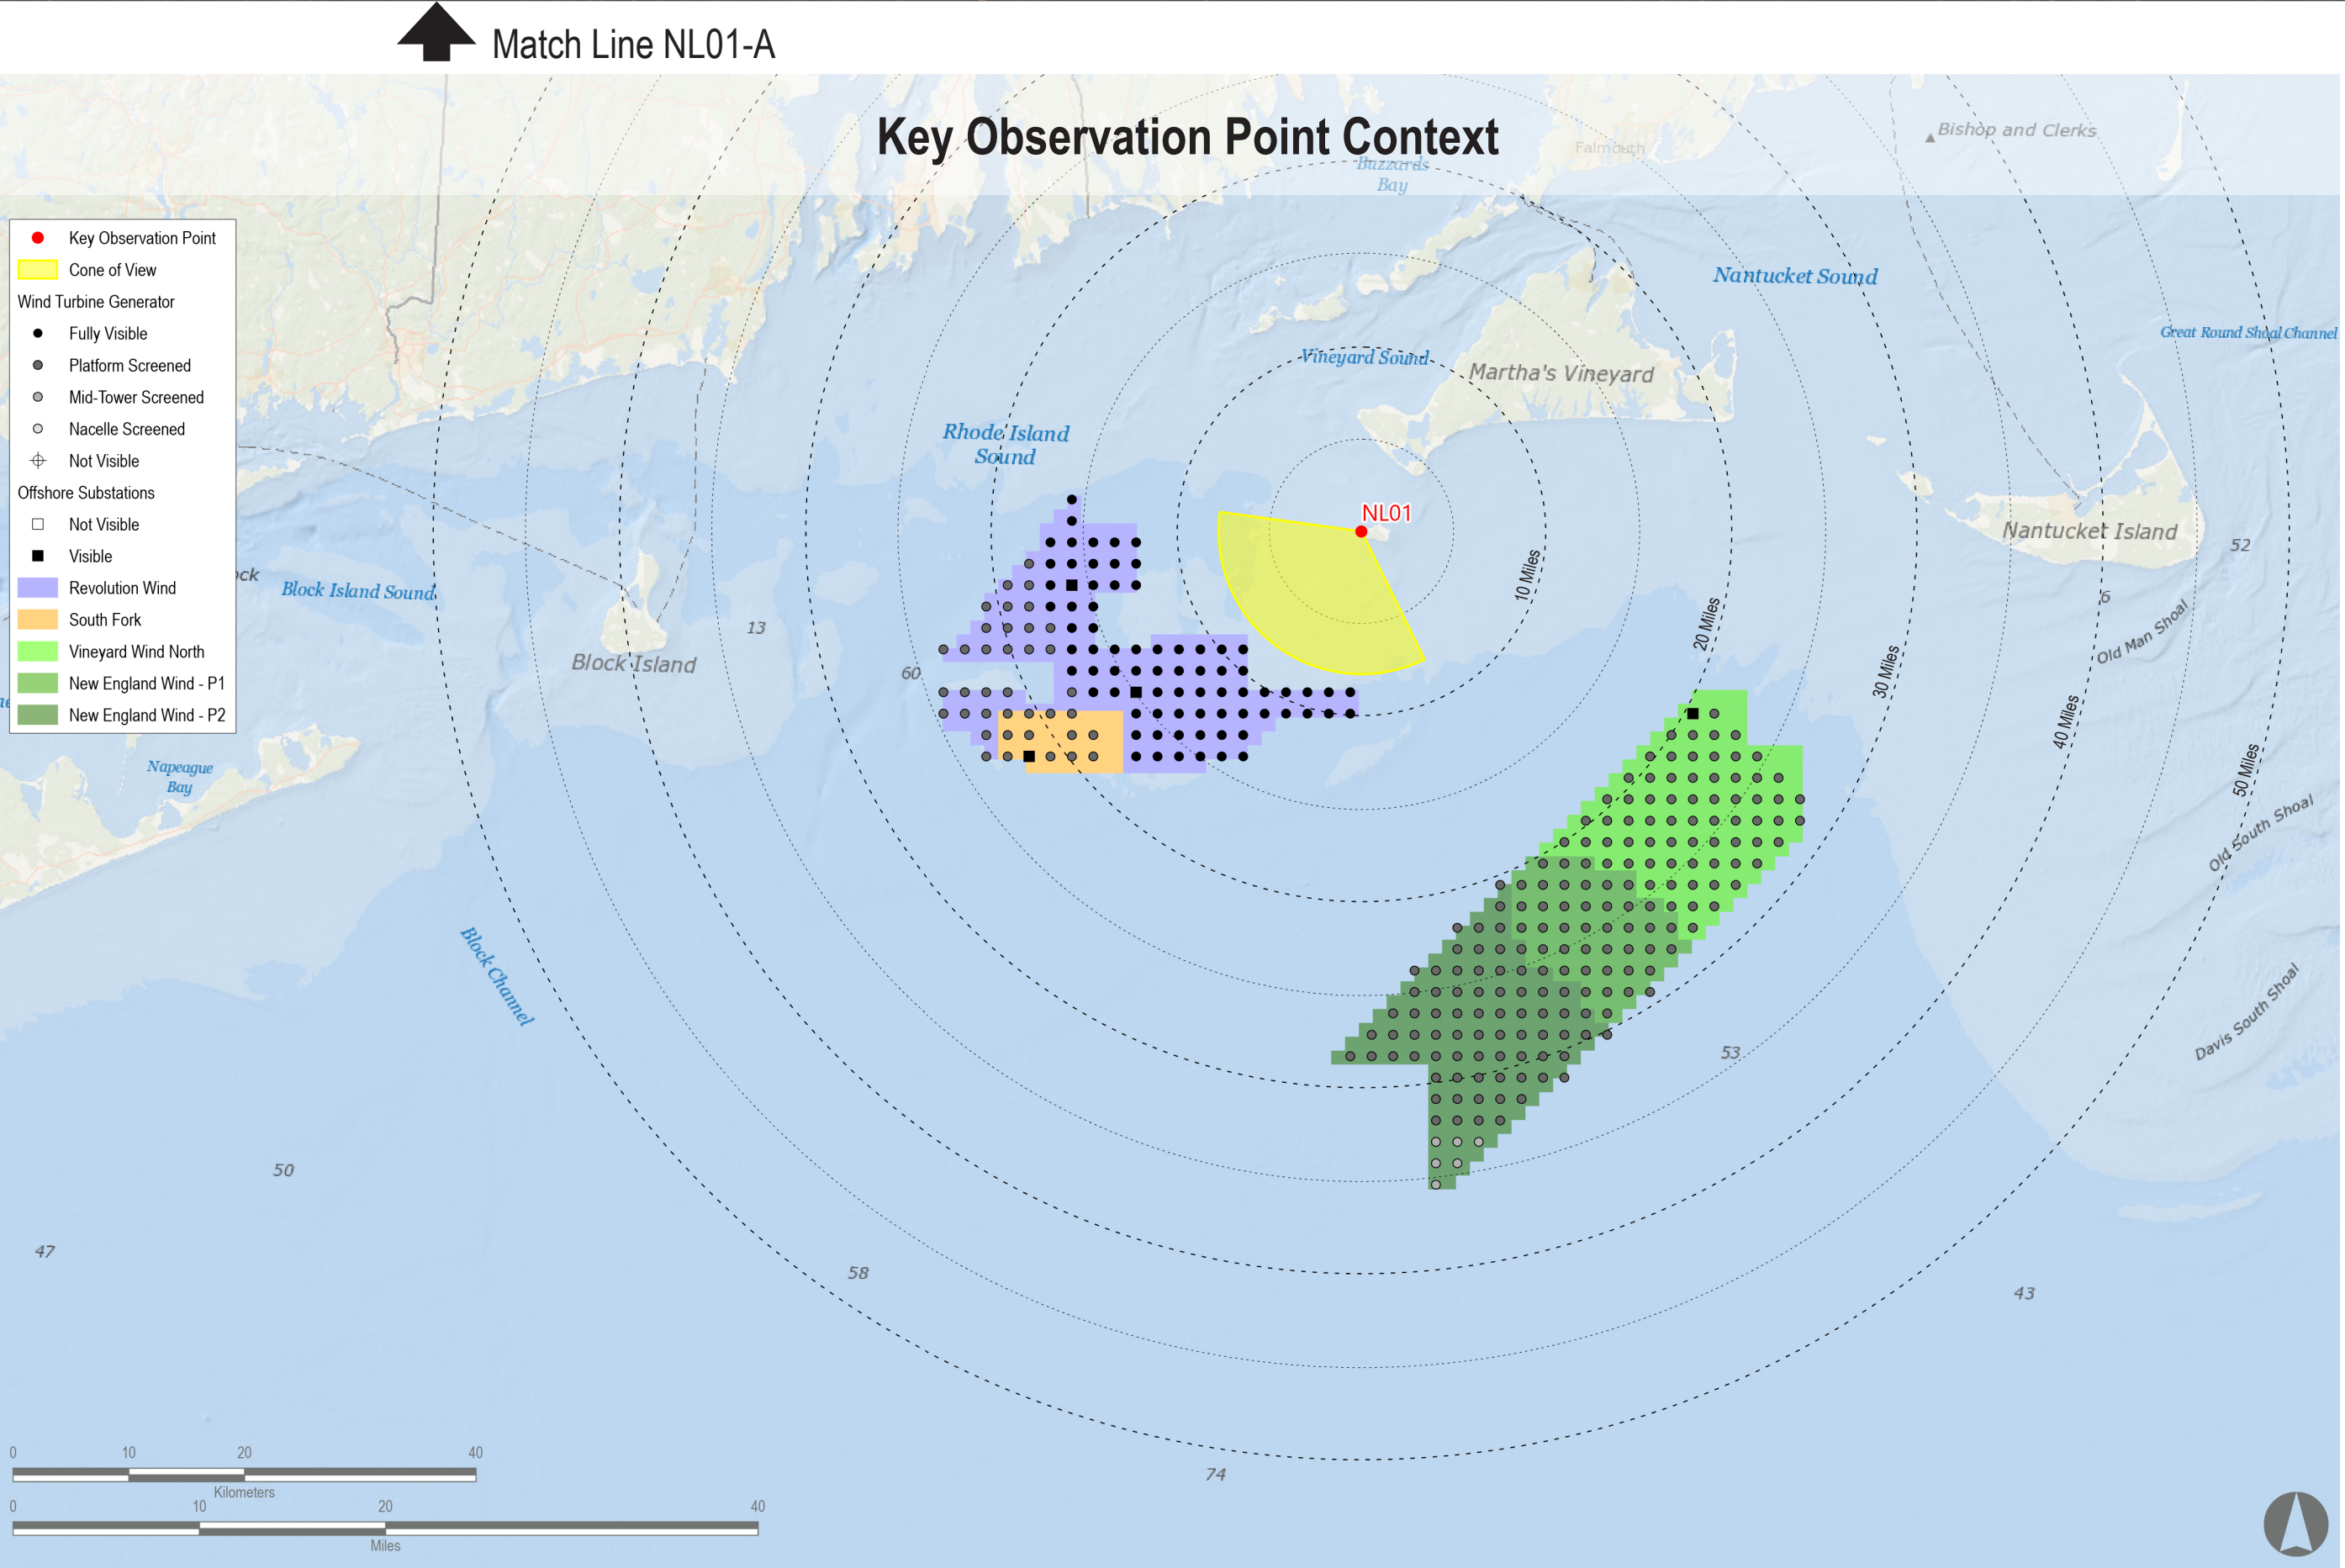 Match Line NL01-A
Key Observation Point Context
Bishop and Clerks
Falmouth
Buzzards
Bay
Key Observation Point
Cone of View
Wind Turbine Generator
Fully Visible
Platform Screened
Mid-Tower Screened
Nacelle Screened
Not Visible
Offshore Substations
Not Visible
Visible
Revolution Wind
South Fork
Vineyard Wind North
New England Wind - P1
New England Wind - P2
Nantucket Sound
Great Round Shoal Channel
Vineyard Sound
Martha's Vineyard
Rhode Island
Sound
NL01
Nantucket Island
52
10 Miles
Block Island Sound
6
13
20 Miles
Old Man Shoal
Block Island
60
30 Miles
40 Miles
50 Miles
Napeague
Bay
Old South Shoal
Block Channel
Davis South Shoal
53
50
47
58
43
74
0 10 20 40
Kilometers
0 10 20 40
Miles